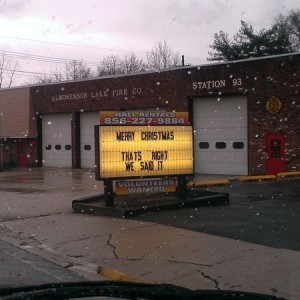 ALMONESSON LAKE FIRE CO.
STATION 93
HALL RENTALS
856-227-9884
MERRY CHRISTMAS
THATS RIGHT
WE SAID IT
VOLUNTEERS
WANTED